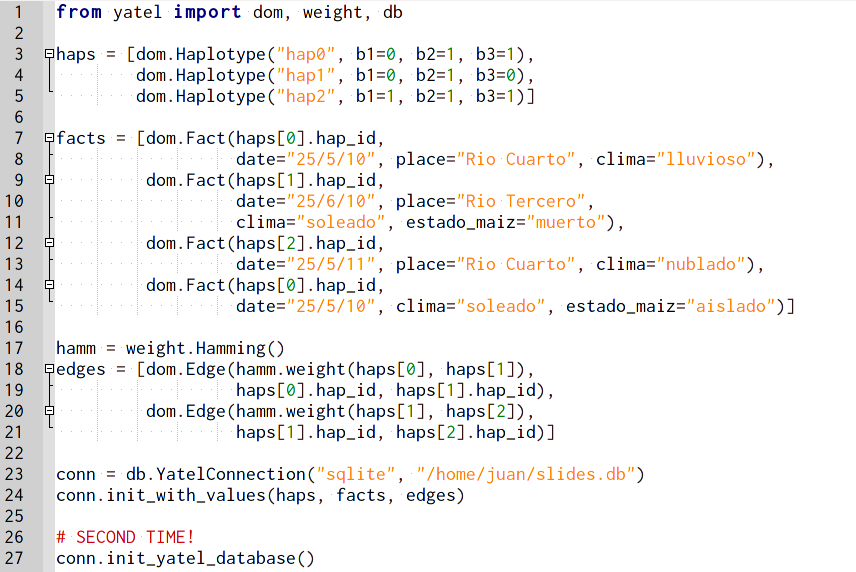 1 from yatel import dom, weight, db
2
3 haps = [dom.Haplotype("hap0", b1=0, b2=1, b3=1),
4         dom.Haplotype("hap1", b1=0, b2=1, b3=0),
5         dom.Haplotype("hap2", b1=1, b2=1, b3=1)]
6
7 facts = [dom.Fact(haps[0].hap_id,
8                   date="25/5/10", place="Rio Cuarto", clima="lluvioso"),
9          dom.Fact(haps[1].hap_id,
10                   date="25/6/10", place="Rio Tercero",
11                   clima="soleado", estado_maiz="muerto"),
12          dom.Fact(haps[2].hap_id,
13                   date="25/5/11", place="Rio Cuarto", clima="nublado"),
14          dom.Fact(haps[0].hap_id,
15                   date="25/5/10", clima="soleado", estado_maiz="aislado")]
16
17 hamm = weight.Hamming()
18 edges = [dom.Edge(hamm.weight(haps[0], haps[1]),
19                   haps[0].hap_id, haps[1].hap_id),
20          dom.Edge(hamm.weight(haps[1], haps[2]),
21                   haps[1].hap_id, haps[2].hap_id)]
22
23 conn = db.YatelConnection("sqlite", "/home/juan/slides.db")
24 conn.init_with_values(haps, facts, edges)
25
26 # SECOND TIME!
27 conn.init_yatel_database()